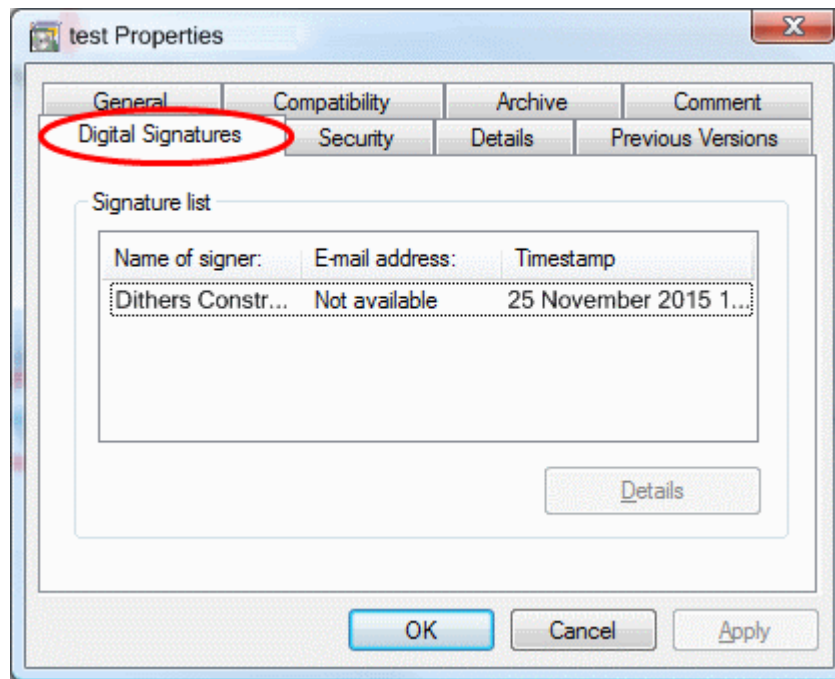 test Properties
General Compatibility Archive Comment
Digital Signatures Security Details Previous Versions
Signature list
Name of signer: E-mail address: Timestamp
Dithers Constr... Not available 25 November 2015 1...
Details
OK Cancel Apply